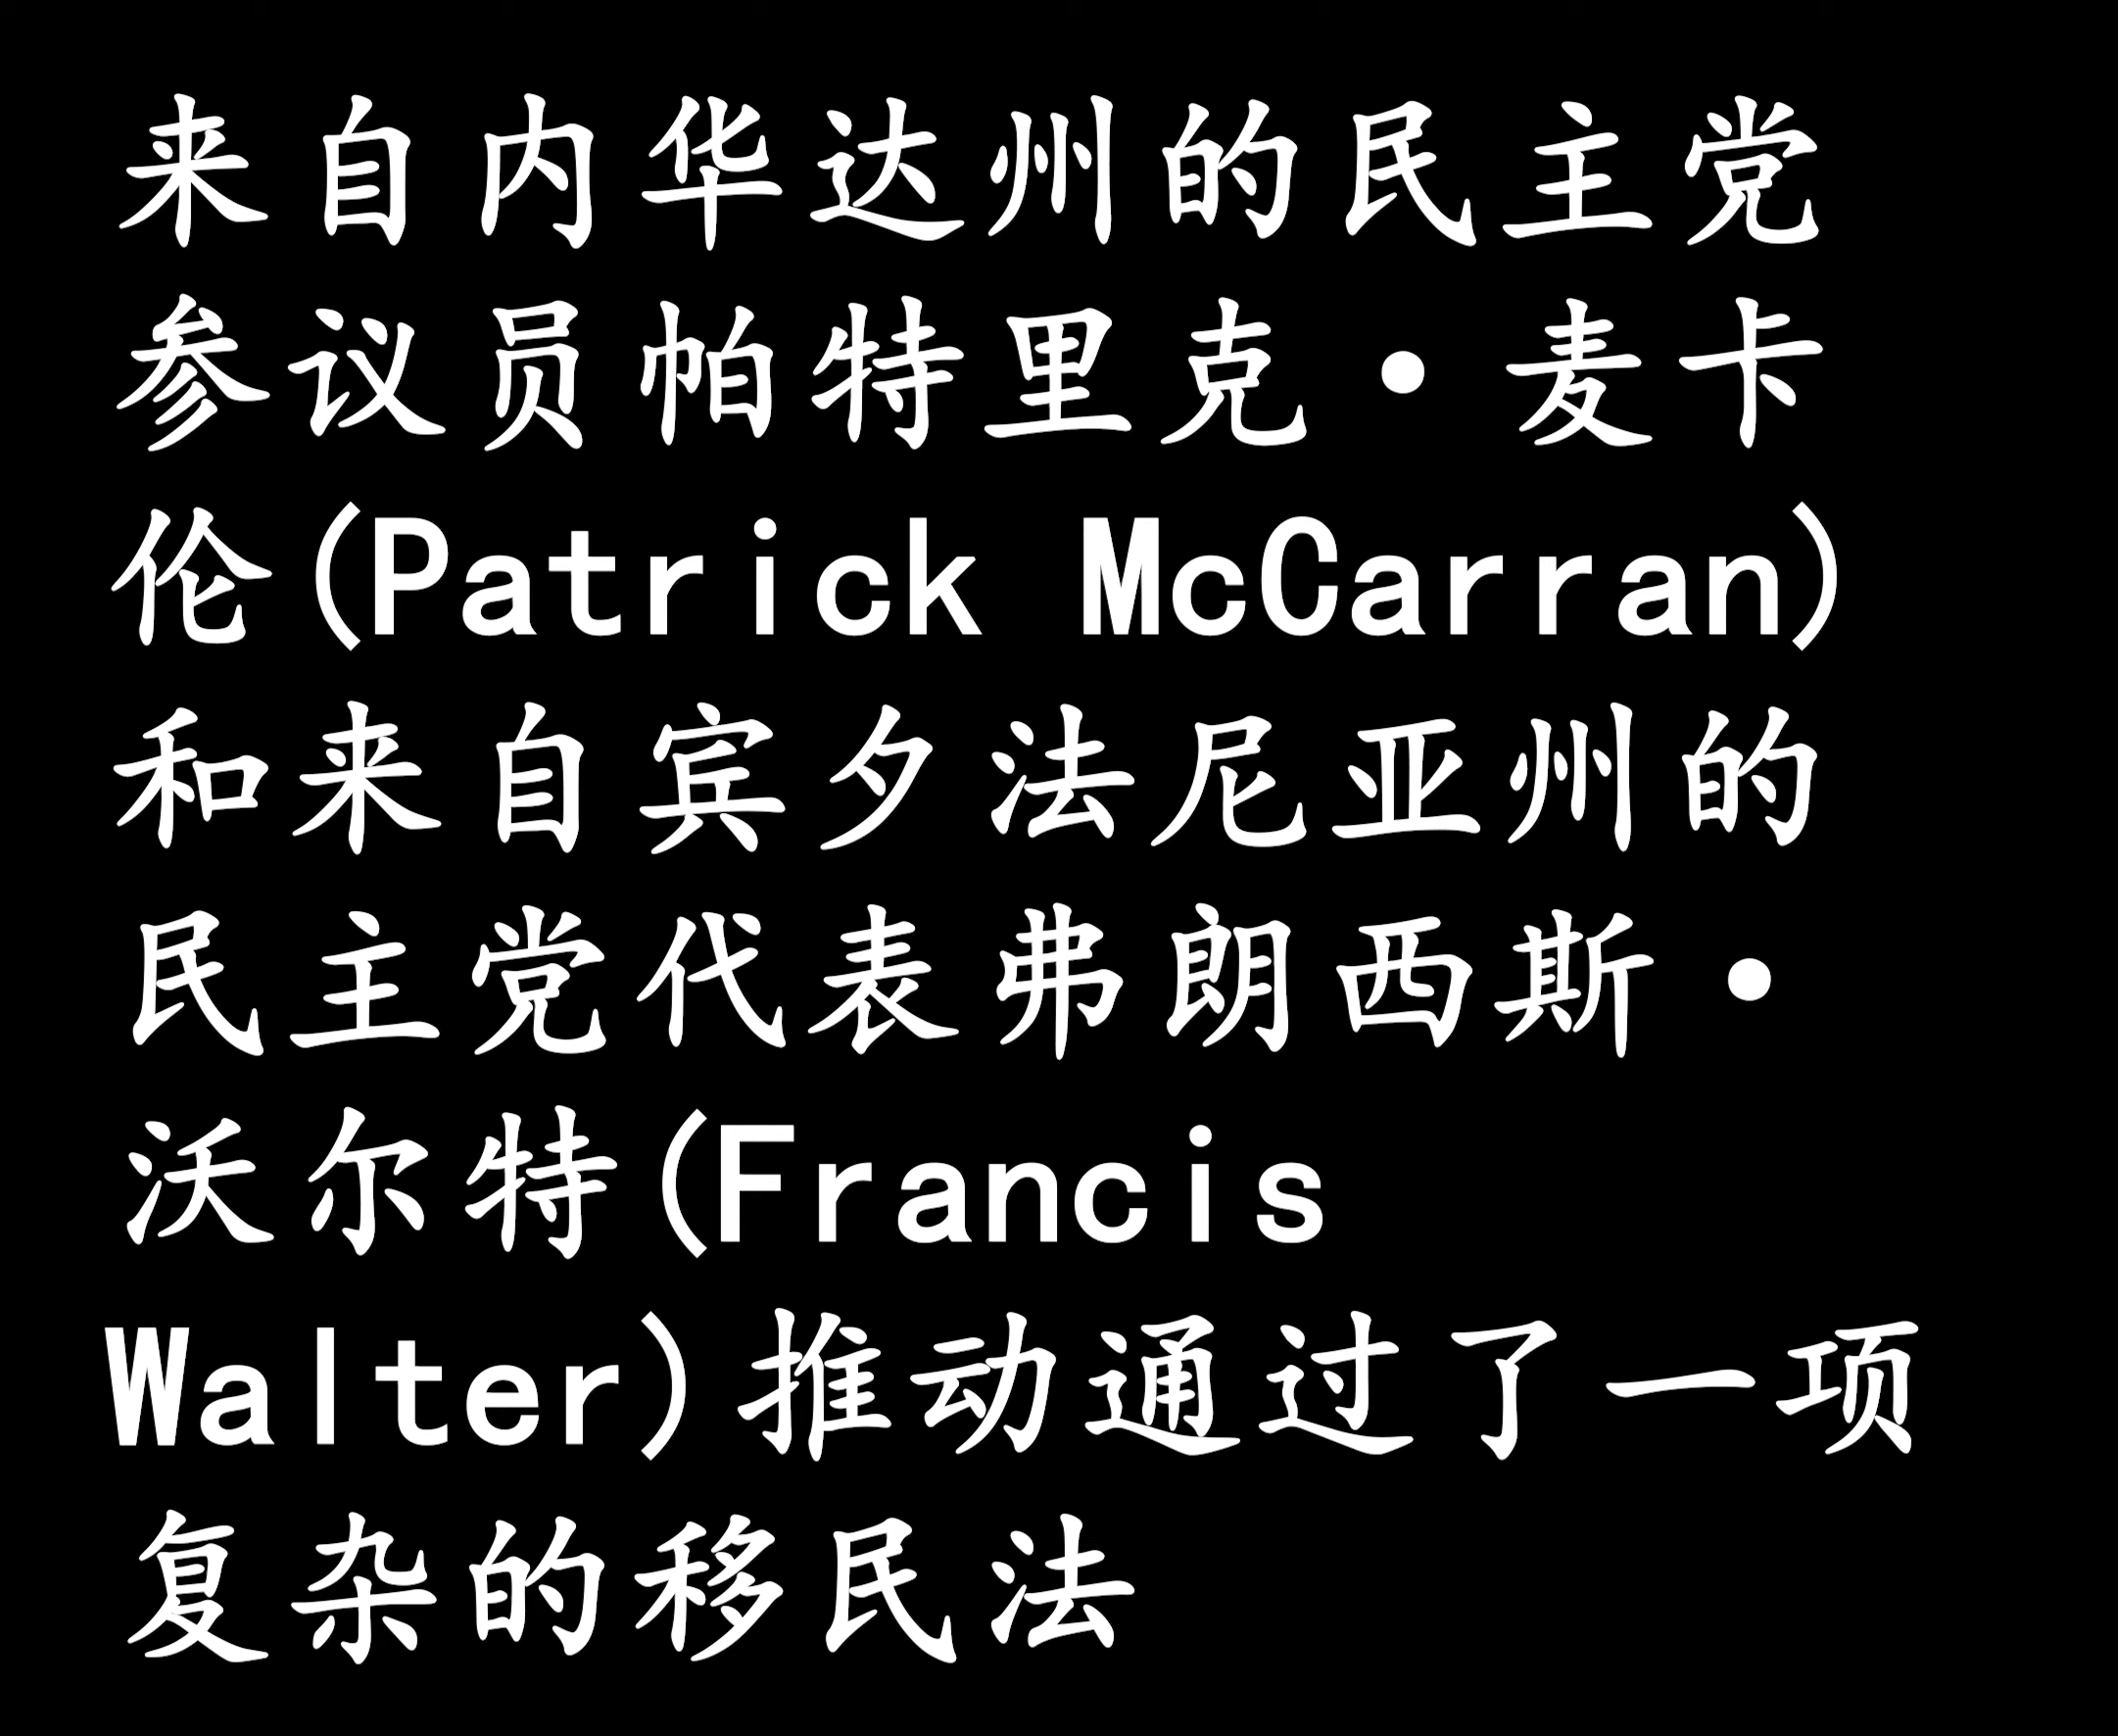 来自内华达州的民主党
参议员帕特里克·麦卡
伦(Patrick McCarran)
和来自宾夕法尼亚州的
民主党代表弗朗西斯·
沃尔特(Francis
Walter)推动通过了一项
复杂的移民法